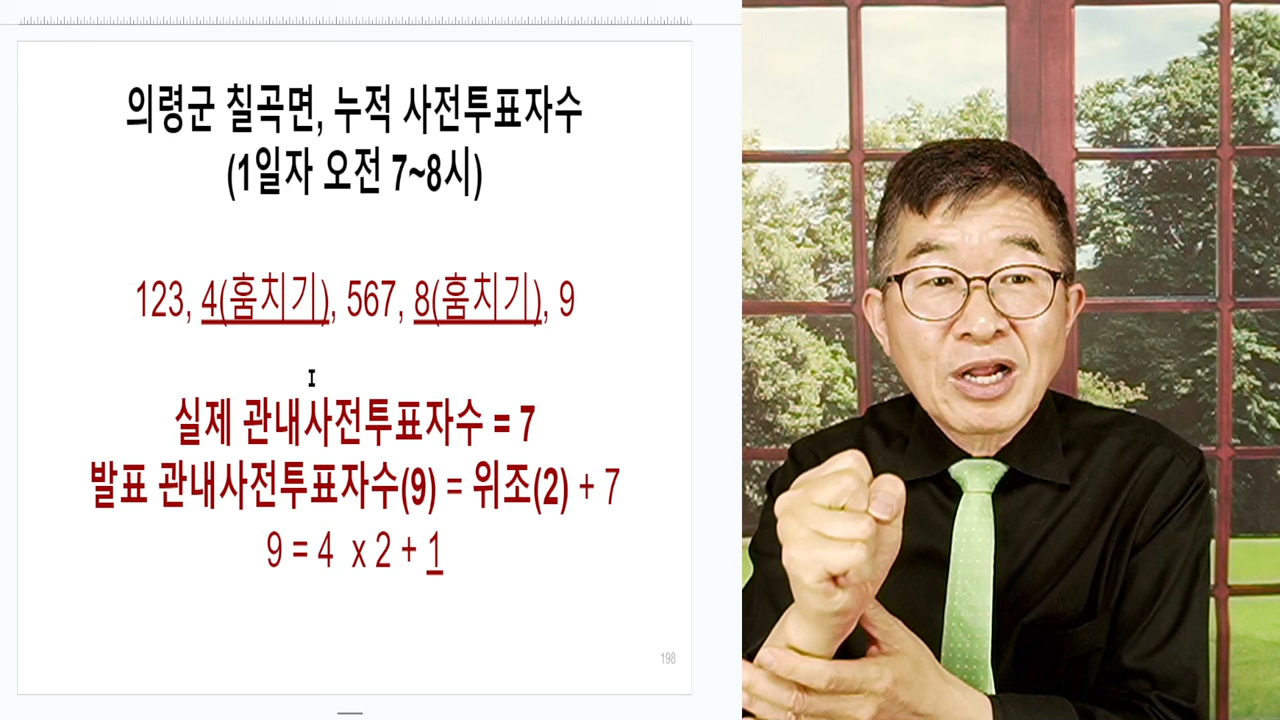 의령군 칠곡면, 누적 사전투표자수
(1일자 오전 7~8시)
123, 4(훔치기), 567, 8(훔치기), 9
실제 관내사전투표자수 = 7
발표 관내사전투표자수(9) = 위조(2) + 7
9 = 4 x 2 + 1
198